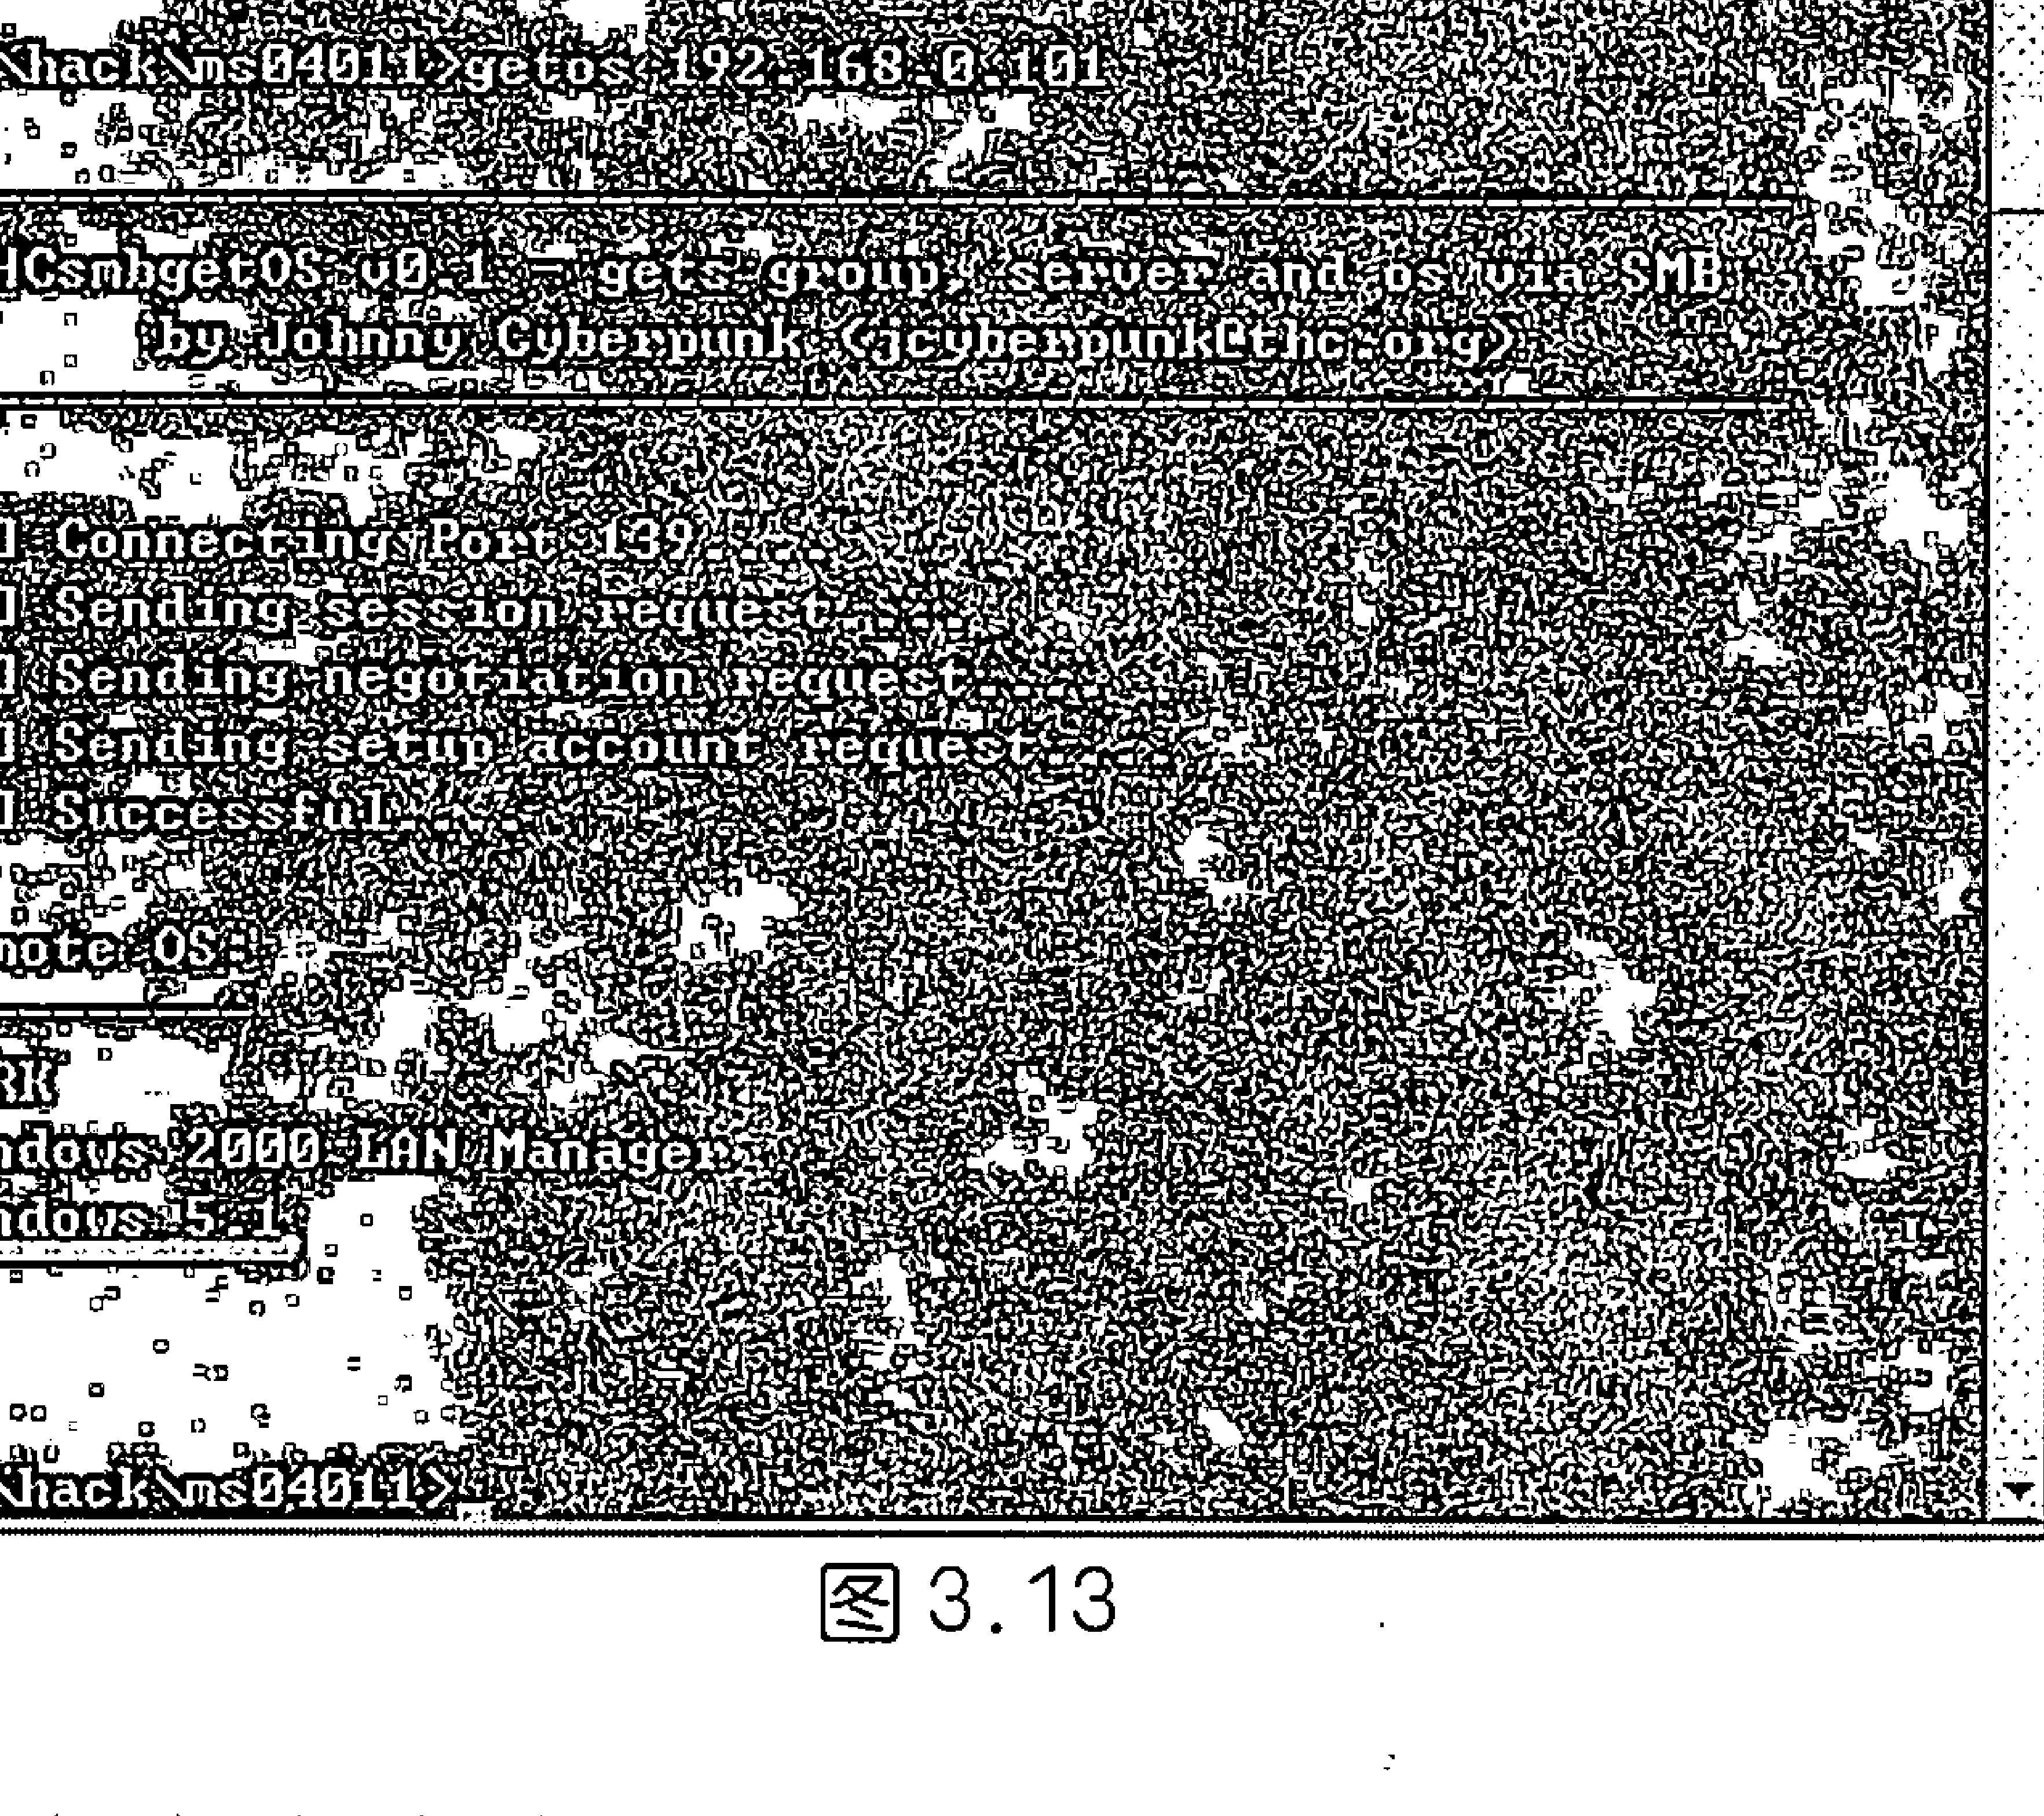 \hack\ms04011>getos 192.168.0.101
HCsmbgetOS v0.1 - gets group, server and os via SMB
by Johnny Cyberpunk <jcyberpunk@thc.org>
] Connecting Port 139....
] Sending session request....
] Sending negotiation request....
] Sending setup account request....
] Successful....
mote OS:
RK
ndows 2000 LAN Manager
ndows 5.1
\hack\ms04011>
图 3.13